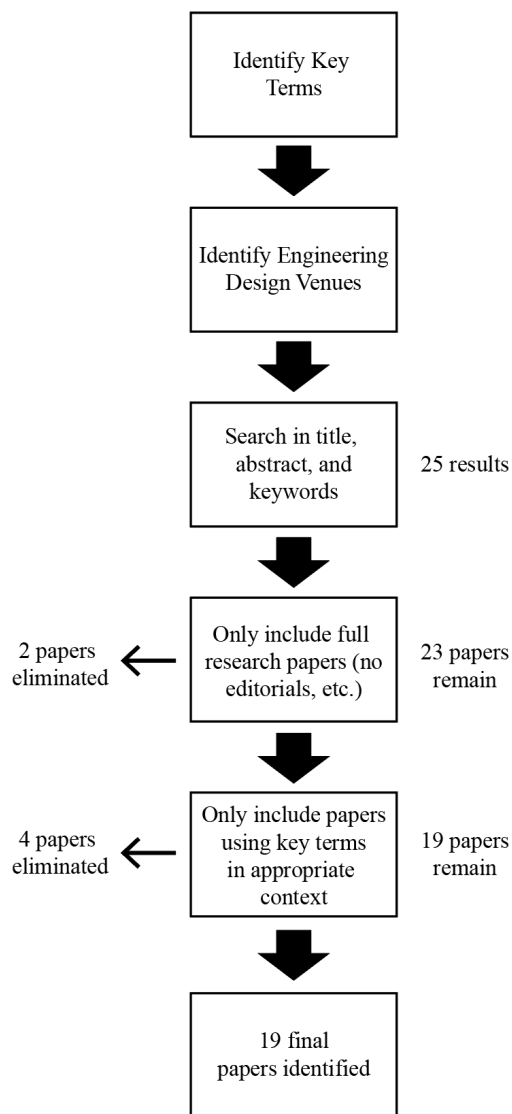 Identify Key
Terms
Identify Engineering
Design Venues
Search in title,
abstract, and
keywords
25 results
2 papers
eliminated
Only include full
research papers (no
editorials, etc.)
23 papers
remain
4 papers
eliminated
Only include papers
using key terms
in appropriate
context
19 papers
remain
19 final
papers identified